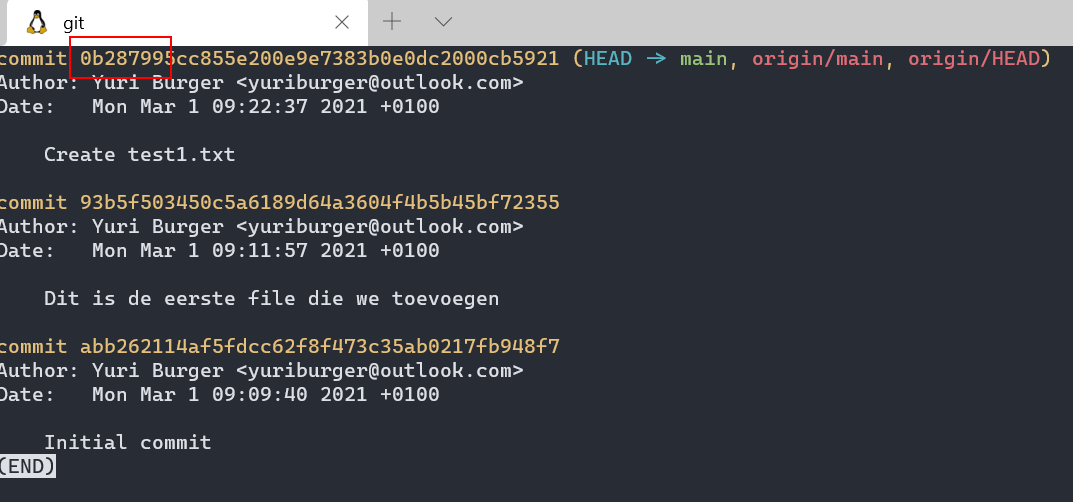 git
commit 0b287995cc855e200e9e7383b0e0dc2000cb5921 (HEAD -> main, origin/main, origin/HEAD)
Author: Yuri Burger <yuriburger@outlook.com>
Date:   Mon Mar 1 09:22:37 2021 +0100
Create test1.txt
commit 93b5f503450c5a6189d64a3604f4b5b45bf72355
Author: Yuri Burger <yuriburger@outlook.com>
Date:   Mon Mar 1 09:11:57 2021 +0100
Dit is de eerste file die we toevoegen
commit abb262114af5fdcc62f8f473c35ab0217fb948f7
Author: Yuri Burger <yuriburger@outlook.com>
Date:   Mon Mar 1 09:09:40 2021 +0100
Initial commit
(END)